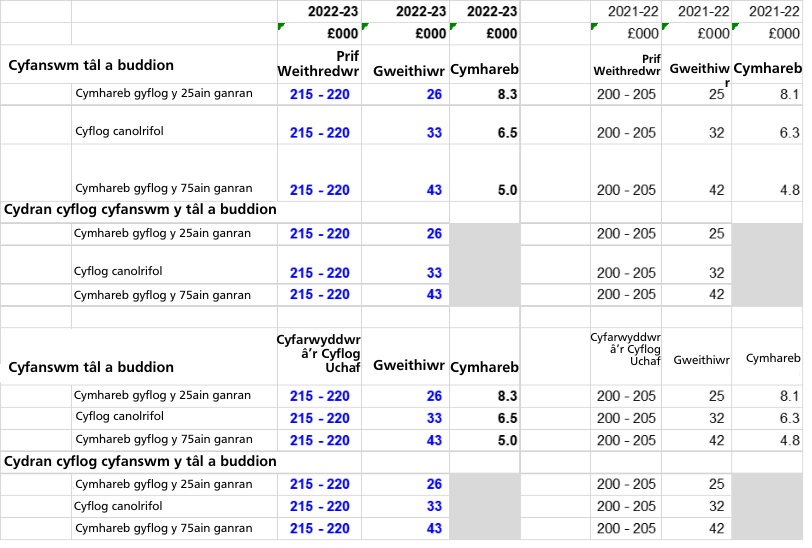 2022-23 2022-23 2022-23 2021-22 2021-22 2021-22
£000 £000 £000 £000 £000 £000
Cyfanswm tâl a buddion Prif Weithredwr Gweithiwr Cymhareb Prif Weithredwr Gweithiwr Cymhareb
Cymhareb gyflog y 25ain ganran 215 - 220 26 8.3 200 - 205 25 8.1
Cyflog canolrifol 215 - 220 33 6.5 200 - 205 32 6.3
Cymhareb gyflog y 75ain ganran 215 - 220 43 5.0 200 - 205 42 4.8
Cydran cyflog cyfanswm y tâl a buddion
Cymhareb gyflog y 25ain ganran 215 - 220 26 200 - 205 25
Cyflog canolrifol 215 - 220 33 200 - 205 32
Cymhareb gyflog y 75ain ganran 215 - 220 43 200 - 205 42
Cyfanswm tâl a buddion Cyfarwyddwr â'r Cyflog Uchaf Gweithiwr Cymhareb Cyfarwyddwr â'r Cyflog Uchaf Gweithiwr Cymhareb
Cymhareb gyflog y 25ain ganran 215 - 220 26 8.3 200 - 205 25 8.1
Cyflog canolrifol 215 - 220 33 6.5 200 - 205 32 6.3
Cymhareb gyflog y 75ain ganran 215 - 220 43 5.0 200 - 205 42 4.8
Cydran cyflog cyfanswm y tâl a buddion
Cymhareb gyflog y 25ain ganran 215 - 220 26 200 - 205 25
Cyflog canolrifol 215 - 220 33 200 - 205 32
Cymhareb gyflog y 75ain ganran 215 - 220 43 200 - 205 42